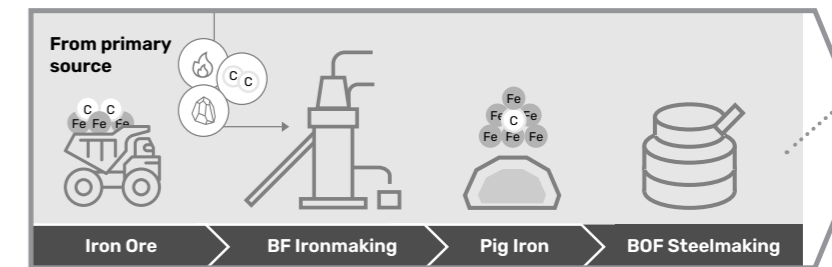 From primary
source
C C
C C
Fe Fe Fe
Fe
Fe Fe
C
Fe Fe Fe
Iron Ore
BF Ironmaking
Pig Iron
BOF Steelmaking